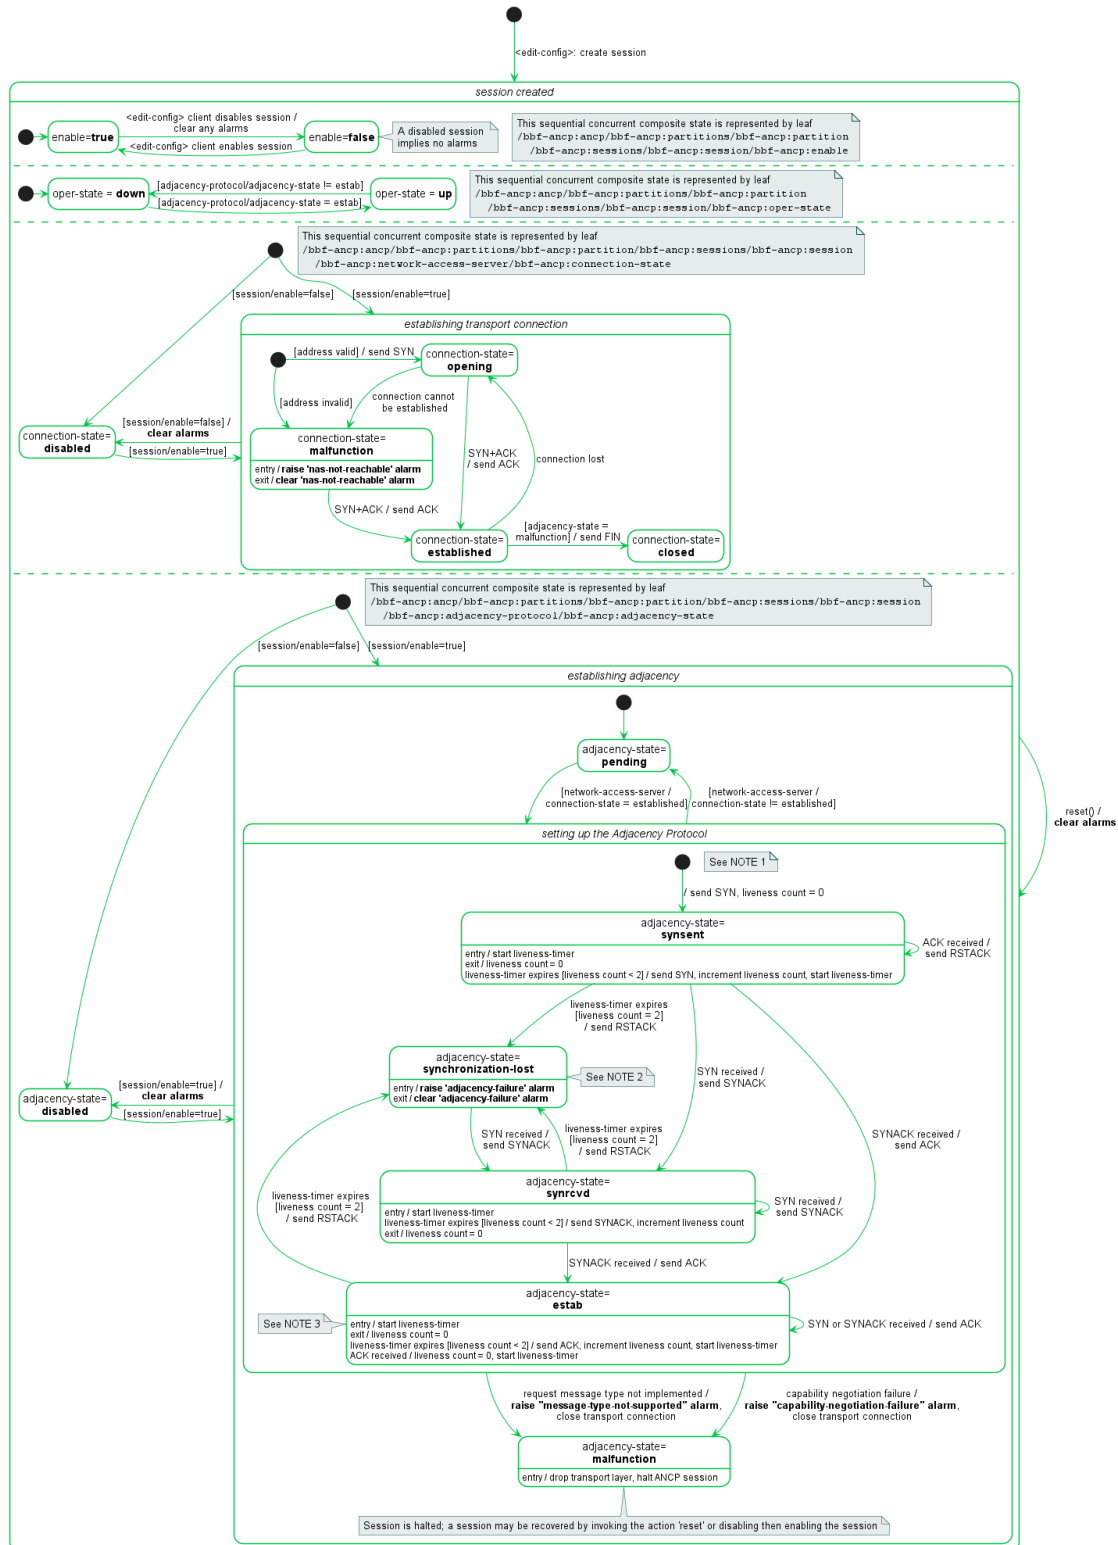 <edit-config>: create session
session created
<edit-config> client disables session /
clear any alarms
enable=true
enable=false
<edit-config> client enables session
A disabled session
implies no alarms
This sequential concurrent composite state is represented by leaf
/bbf-ancp:ancp/bbf-ancp:partitions/bbf-ancp:partition
/bbf-ancp:sessions/bbf-ancp:session/bbf-ancp:enable
oper-state = down
[adjacency-protocol/adjacency-state != estab]
[adjacency-protocol/adjacency-state = estab]
oper-state = up
This sequential concurrent composite state is represented by leaf
/bbf-ancp:ancp/bbf-ancp:partitions/bbf-ancp:partition
/bbf-ancp:sessions/bbf-ancp:session/bbf-ancp:oper-state
This sequential concurrent composite state is represented by leaf
/bbf-ancp:ancp/bbf-ancp:partitions/bbf-ancp:partition/bbf-ancp:sessions/bbf-ancp:session
/bbf-ancp:network-access-server/bbf-ancp:connection-state
[session/enable=false]
[session/enable=true]
establishing transport connection
[address valid] / send SYN
connection-state=
opening
[address invalid]
connection cannot
be established
connection-state=
disabled
[session/enable=false] /
clear alarms
[session/enable=true]
connection-state=
malfunction
entry / raise 'nas-not-reachable' alarm
exit / clear 'nas-not-reachable' alarm
SYN+ACK
/ send ACK
connection lost
SYN+ACK / send ACK
connection-state=
established
[adjacency-state =
malfunction] / send FIN
connection-state=
closed
This sequential concurrent composite state is represented by leaf
/bbf-ancp:ancp/bbf-ancp:partitions/bbf-ancp:partition/bbf-ancp:sessions/bbf-ancp:session
/bbf-ancp:adjacency-protocol/bbf-ancp:adjacency-state
[session/enable=false]
[session/enable=true]
establishing adjacency
adjacency-state=
pending
[network-access-server /
connection-state = established]
[network-access-server /
connection-state != established]
reset() /
clear alarms
setting up the Adjacency Protocol
See NOTE 1
/ send SYN, liveness count = 0
adjacency-state=
synsent
entry / start liveness-timer
exit / liveness count = 0
liveness-timer expires [liveness count < 2] / send SYN, increment liveness count, start liveness-timer
ACK received /
send RSTACK
liveness-timer expires
[liveness count = 2]
/ send RSTACK
adjacency-state=
synchronization-lost
entry / raise 'adjacency-failure' alarm
exit / clear 'adjacency-failure' alarm
See NOTE 2
SYN received /
send SYNACK
adjacency-state=
disabled
[session/enable=true] /
clear alarms
[session/enable=true]
SYN received /
send SYNACK
liveness-timer expires
[liveness count = 2]
/ send RSTACK
SYNACK received /
send ACK
adjacency-state=
synrcvd
entry / start liveness-timer
liveness-timer expires [liveness count < 2] / send SYNACK, increment liveness count
exit / liveness count = 0
SYN received /
send SYNACK
liveness-timer expires
[liveness count = 2]
/ send RSTACK
SYNACK received / send ACK
adjacency-state=
estab
entry / start liveness-timer
exit / liveness count = 0
liveness-timer expires [liveness count < 2] / send ACK, increment liveness count, start liveness-timer
ACK received / liveness count = 0, start liveness-timer
See NOTE 3
SYN or SYNACK received / send ACK
request message type not implemented /
raise "message-type-not-supported" alarm,
close transport connection
capability negotiation failure /
raise "capability-negotiation-failure" alarm,
close transport connection
adjacency-state=
malfunction
entry / drop transport layer, halt ANCP session
Session is halted; a session may be recovered by invoking the action 'reset' or disabling then enabling the session